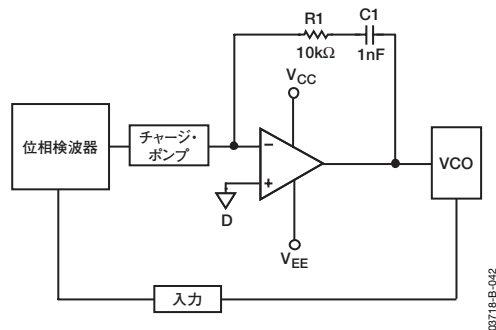 R1
10kΩ
C1
1nF
VCC
位相検波器
チャージ・
ポンプ
−
+
D
VEE
VCO
入力
03718-B-042